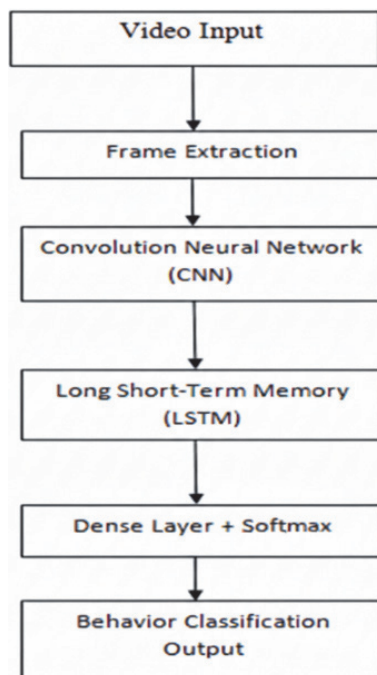 Video Input
Frame Extraction
Convolution Neural Network
(CNN)
Long Short-Term Memory
(LSTM)
Dense Layer + Softmax
Behavior Classification
Output